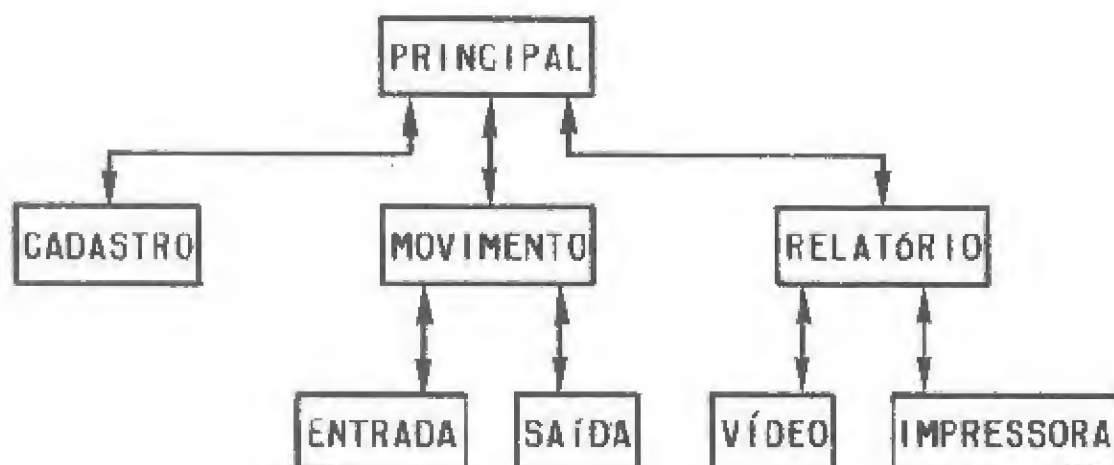 PRINCIPAL
CADASTRO MOVIMENTO RELATÓRIO
ENTRADA SAÍDA VÍDEO IMPRESSORA